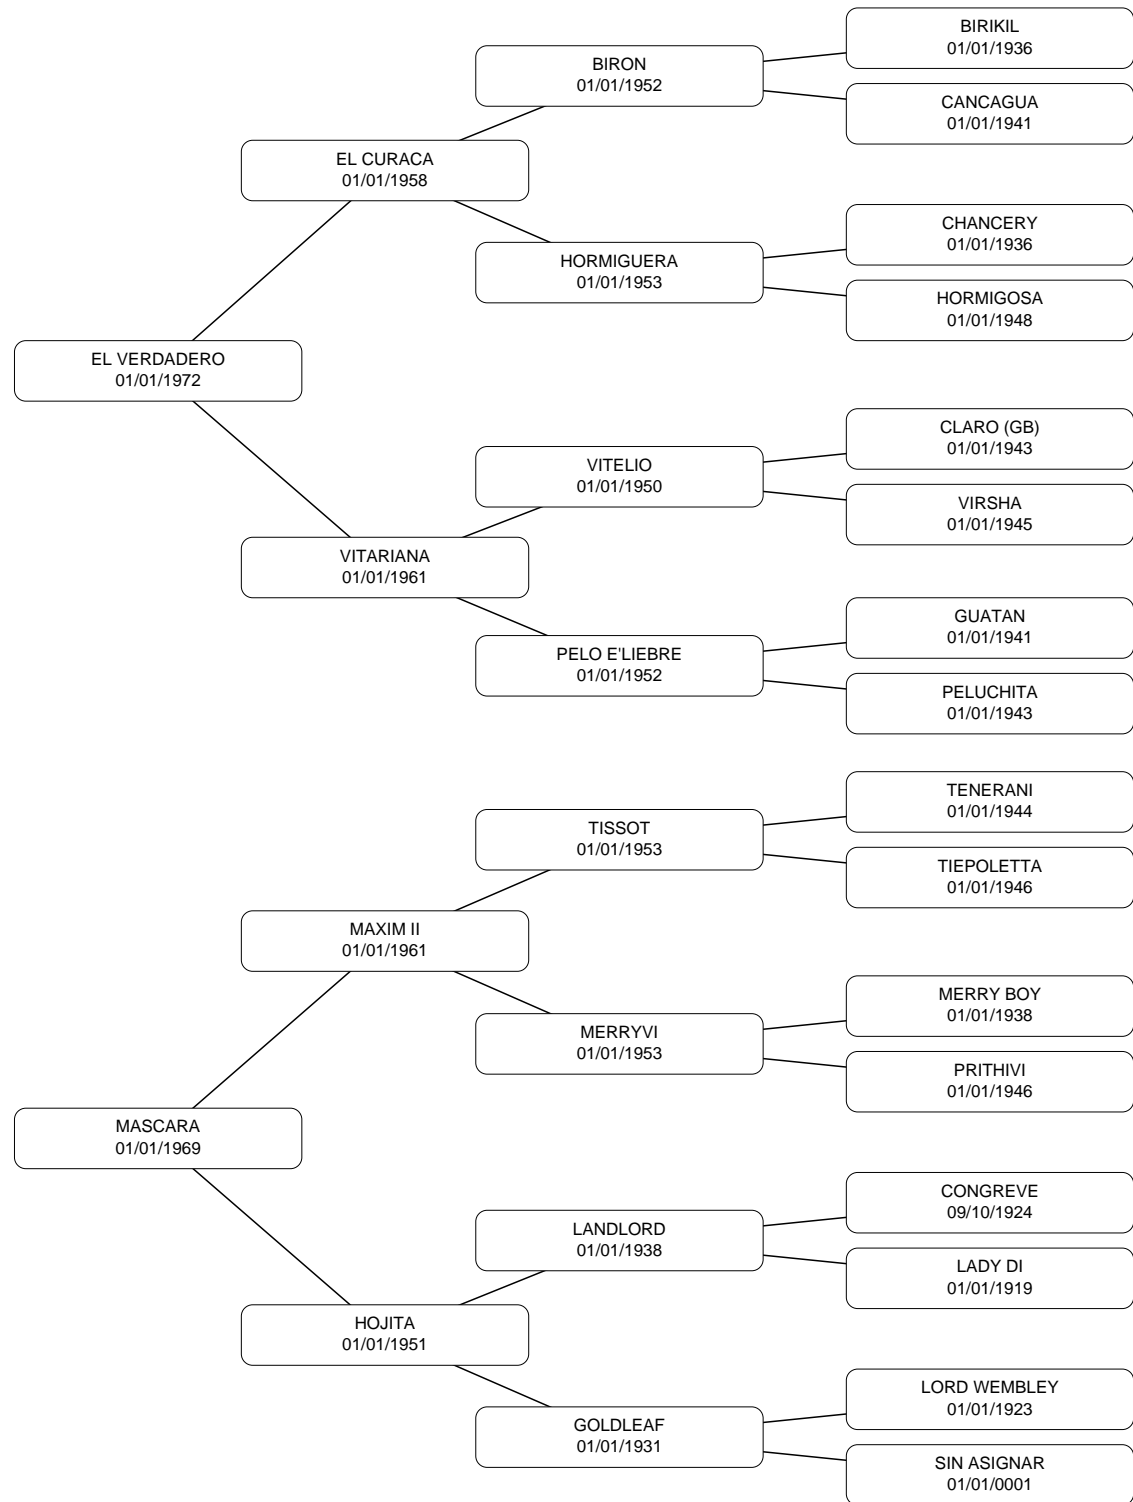 BIRIKIL
01/01/1936
BIRON
01/01/1952
CANCAGUA
01/01/1941
EL CURACA
01/01/1958
CHANCERY
01/01/1936
HORMIGUERA
01/01/1953
HORMIGOSA
01/01/1948
EL VERDADERO
01/01/1972
CLARO (GB)
01/01/1943
VITELIO
01/01/1950
VIRSHA
01/01/1945
VITARIANA
01/01/1961
GUATAN
01/01/1941
PELO E'LIEBRE
01/01/1952
PELUCHITA
01/01/1943
TENERANI
01/01/1944
TISSOT
01/01/1953
TIEPOLETTA
01/01/1946
MAXIM II
01/01/1961
MERRY BOY
01/01/1938
MERRYVI
01/01/1953
PRITHIVI
01/01/1946
MASCARA
01/01/1969
CONGREVE
09/10/1924
LANDLORD
01/01/1938
LADY DI
01/01/1919
HOJITA
01/01/1951
LORD WEMBLEY
01/01/1923
GOLDLEAF
01/01/1931
SIN ASIGNAR
01/01/0001